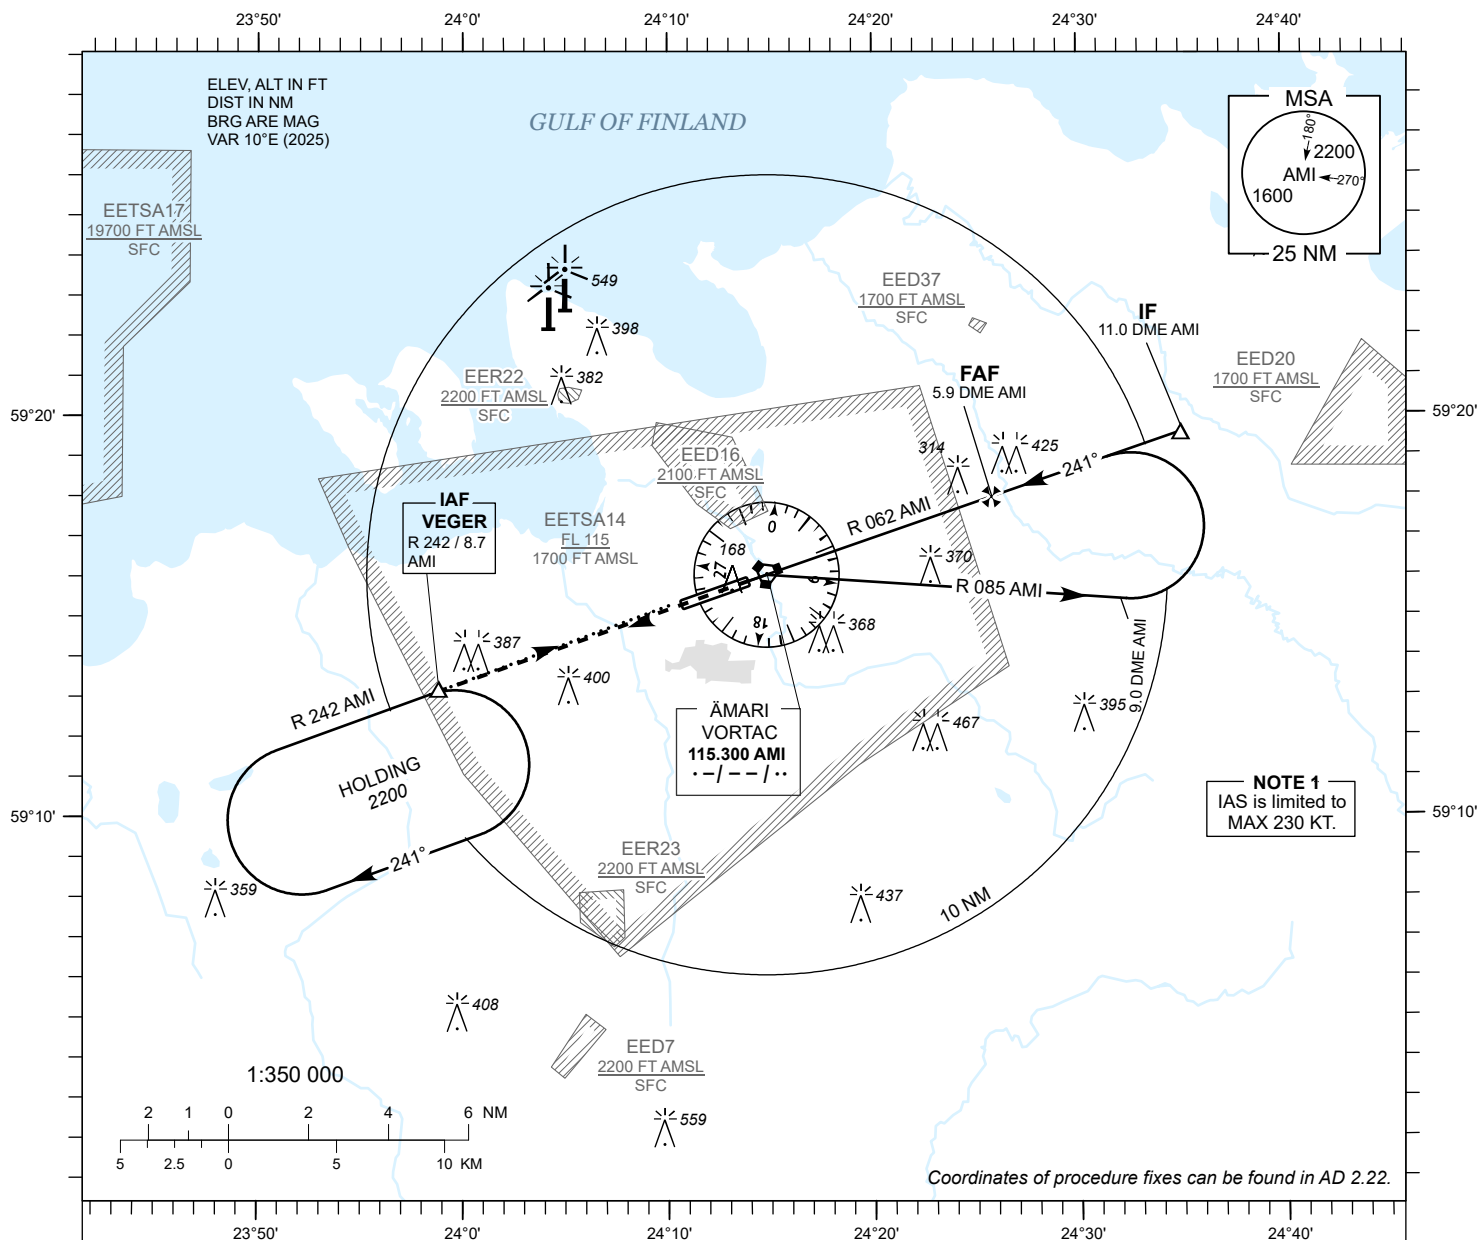 23°50'
24°0'
24°10'
24°20'
24°30'
24°40'
ELEV, ALT IN FT
DIST IN NM
BRG ARE MAG
VAR 10°E (2025)
GULF OF FINLAND
MSA
180°
2200
AMI
270°
1600
25 NM
EETSA17
19700 FT AMSL
SFC
549
398
382
EER22
2200 FT AMSL
SFC
EED37
1700 FT AMSL
SFC
IF
11.0 DME AMI
FAF
5.9 DME AMI
EED20
1700 FT AMSL
SFC
59°20'
59°20'
314
425
241°
EED16
2100 FT AMSL
SFC
IAF
VEGER
R 242 / 8.7
AMI
EETSA14
FL 115
1700 FT AMSL
0
9
18
27
168
R 062 AMI
370
R 085 AMI
368
387
400
9.0 DME AMI
395
467
R 242 AMI
HOLDING
2200
241°
ÄMARI
VORTAC
115.300 AMI
· –/ – – / ··
NOTE 1
IAS is limited to
MAX 230 KT.
59°10'
59°10'
359
EER23
2200 FT AMSL
SFC
437
10 NM
408
EED7
2200 FT AMSL
SFC
559
1:350 000
2 1 0 2 4 6 NM
5 2.5 0 5 10 KM
Coordinates of procedure fixes can be found in AD 2.22.
23°50'
24°0'
24°10'
24°20'
24°30'
24°40'